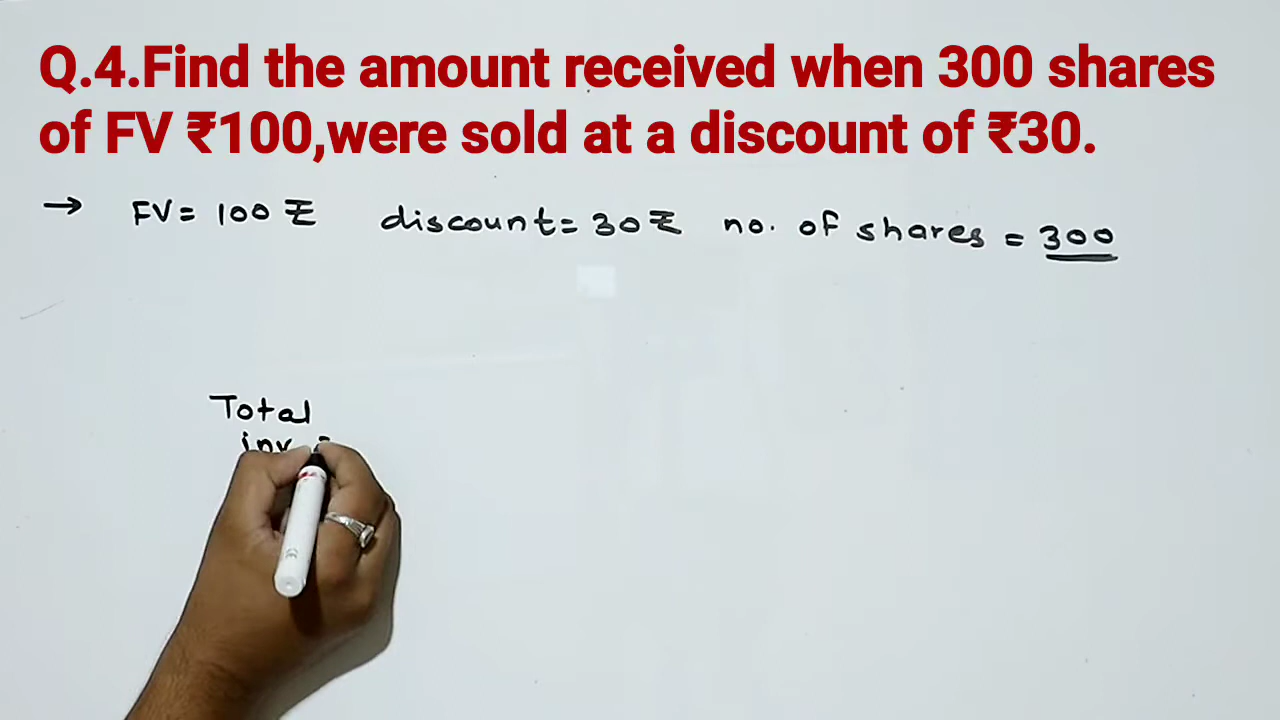 Q.4.Find the amount received when 300 shares
of FV ₹100,were sold at a discount of ₹30.
→ FV= 100 ₹ discount= 30₹ no. of shares = 300
Total